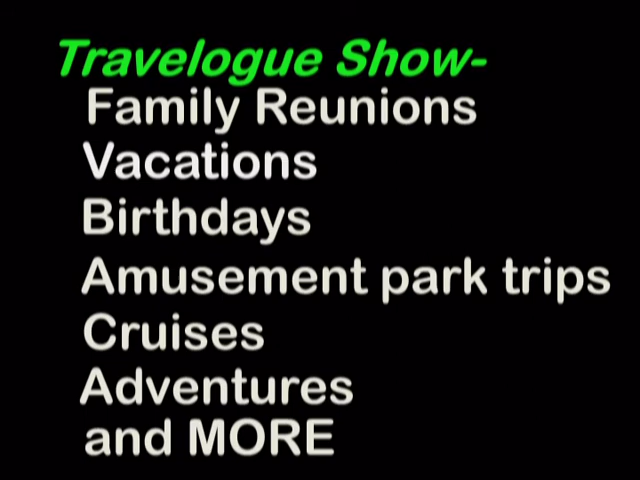 Travelogue Show-
Family Reunions
Vacations
Birthdays
Amusement park trips
Cruises
Adventures
and MORE